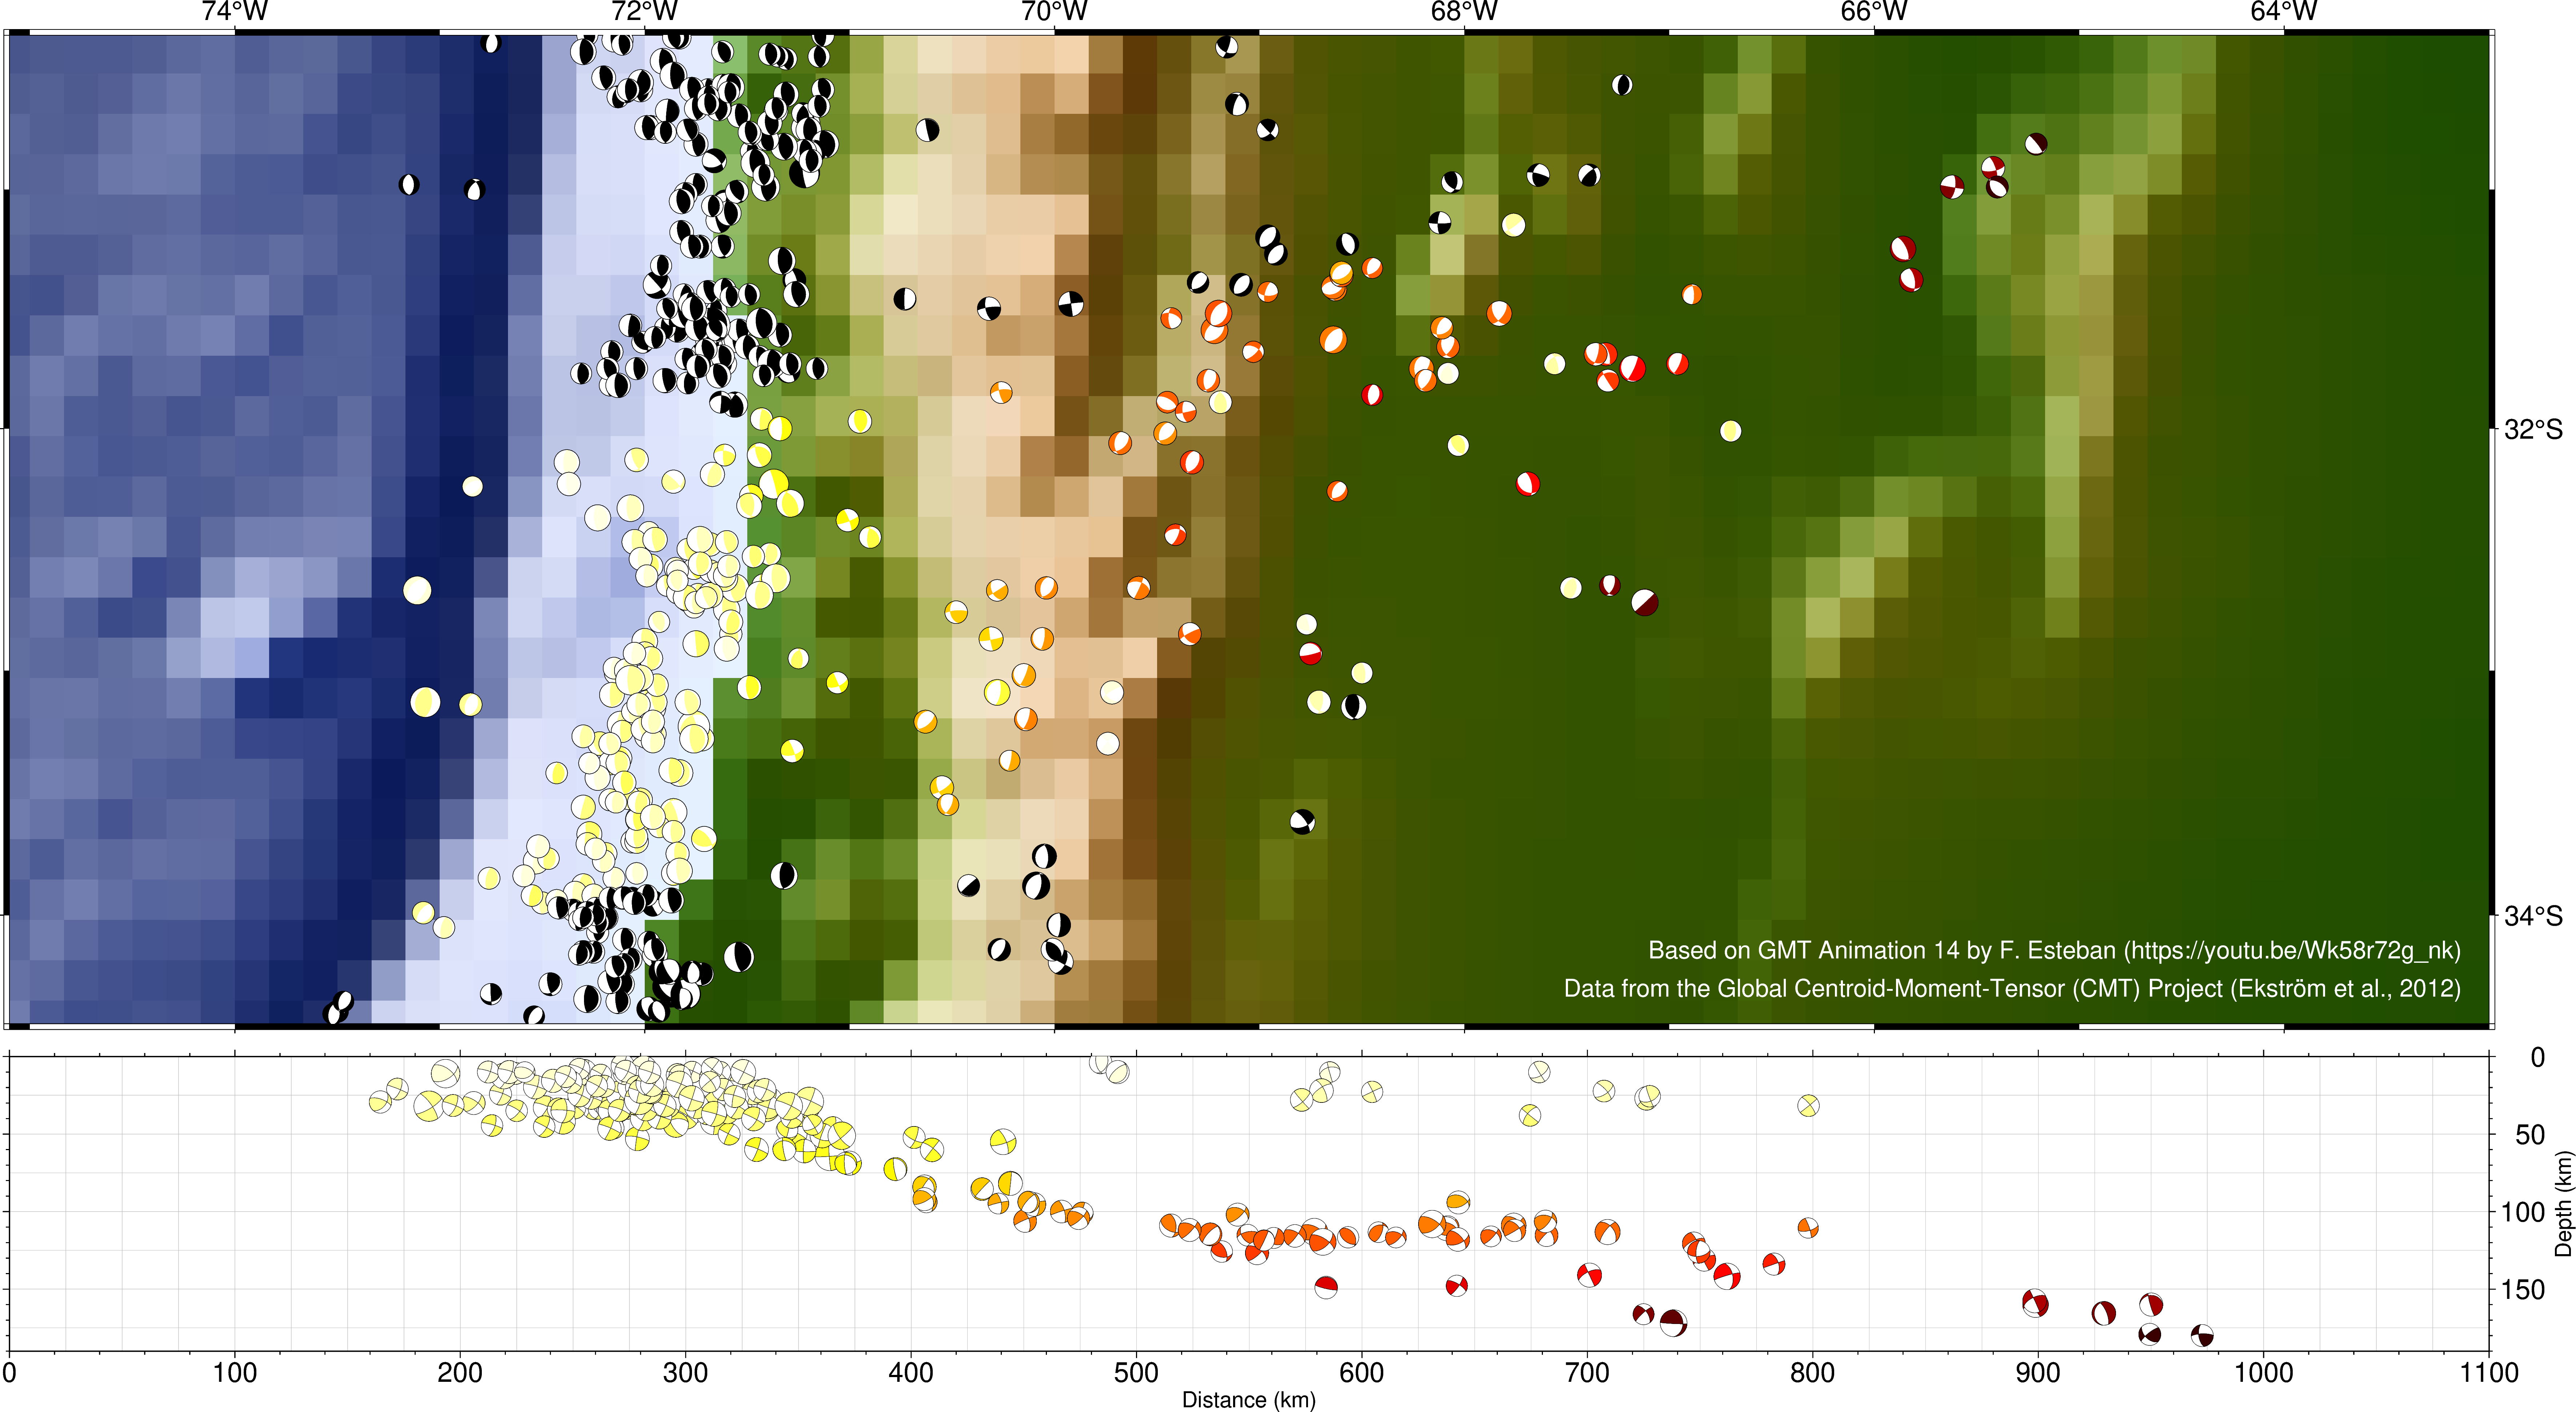 74°W 72°W 70°W 68°W 66°W 64°W
32°S
34°S
Based on GMT Animation 14 by F. Esteban (https://youtu.be/Wk58r72g_nk)
Data from the Global Centroid-Moment-Tensor (CMT) Project (Ekström et al., 2012)
0
50
100
150
Depth (km)
0 100 200 300 400 500 600 700 800 900 1000 1100
Distance (km)